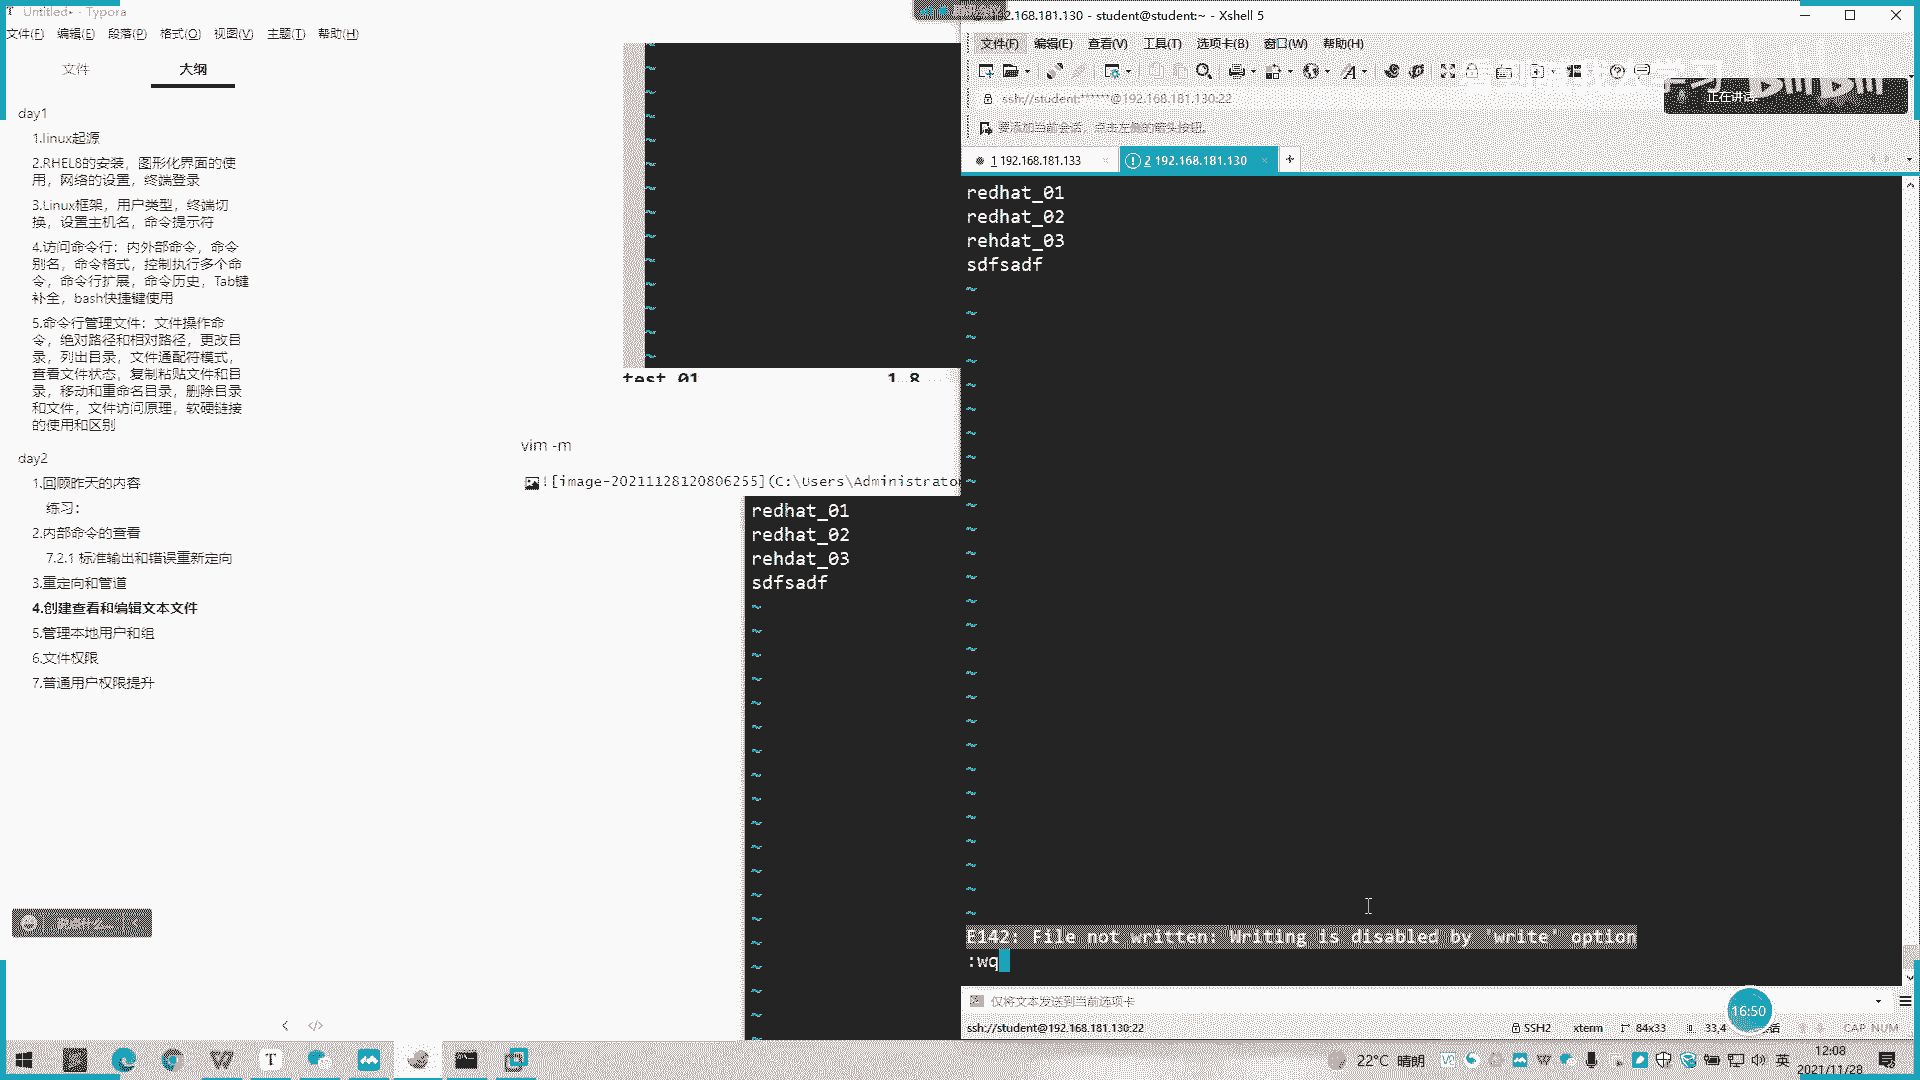 Untitled• - Typora
文件(F) 编辑(E) 段落(P) 格式(O) 视图(V) 主题(T) 帮助(H)
文件 大纲
day1
1.linux起源
2.RHEL8的安装，图形化界面的使
用，网络的设置，终端登录
3.Linux框架，用户类型，终端切
换，设置主机名，命令提示符
4.访问命令行：内外部命令，命令
别名，命令格式，控制执行多个命
令，命令行扩展，命令历史，Tab键
补全，bash快捷键使用
5.命令行管理文件：文件操作命
令，绝对路径和相对路径，更改目
录，列出目录，文件通配符模式，
查看文件状态，复制粘贴文件和目
录，移动和重命名目录，删除目录
和文件，文件访问原理，软硬链接
的使用和区别
day2
1.回顾昨天的内容
练习：
2.内部命令的查看
7.2.1 标准输出和错误重新定向
3.重定向和管道
4.创建查看和编辑文本文件
5.管理本地用户和组
6.文件权限
7.普通用户权限提升
test 01 1 8
vim -m
![image-20211128120806255](C:\Users\Administrato
redhat_01
redhat_02
rehdat_03
sdfsadf
.168.181.130 - student@student:~ - Xshell 5
文件(F) 编辑(E) 查看(V) 工具(T) 选项卡(B) 窗口(W) 帮助(H)
ssh://student:******@192.168.181.130:22
正在讲话:
要添加当前会话，点击左侧的箭头按钮。
1 192.168.181.133 2 192.168.181.130
redhat_01
redhat_02
rehdat_03
sdfsadf
E142: File not written: Writing is disabled by 'write' option
:wq
仅将文本发送到当前选项卡
16:50
ssh://student@192.168.181.130:22 SSH2 xterm 84x33 33,4 CAP NUM
22°C 晴朗 英 12:08
2021/11/28